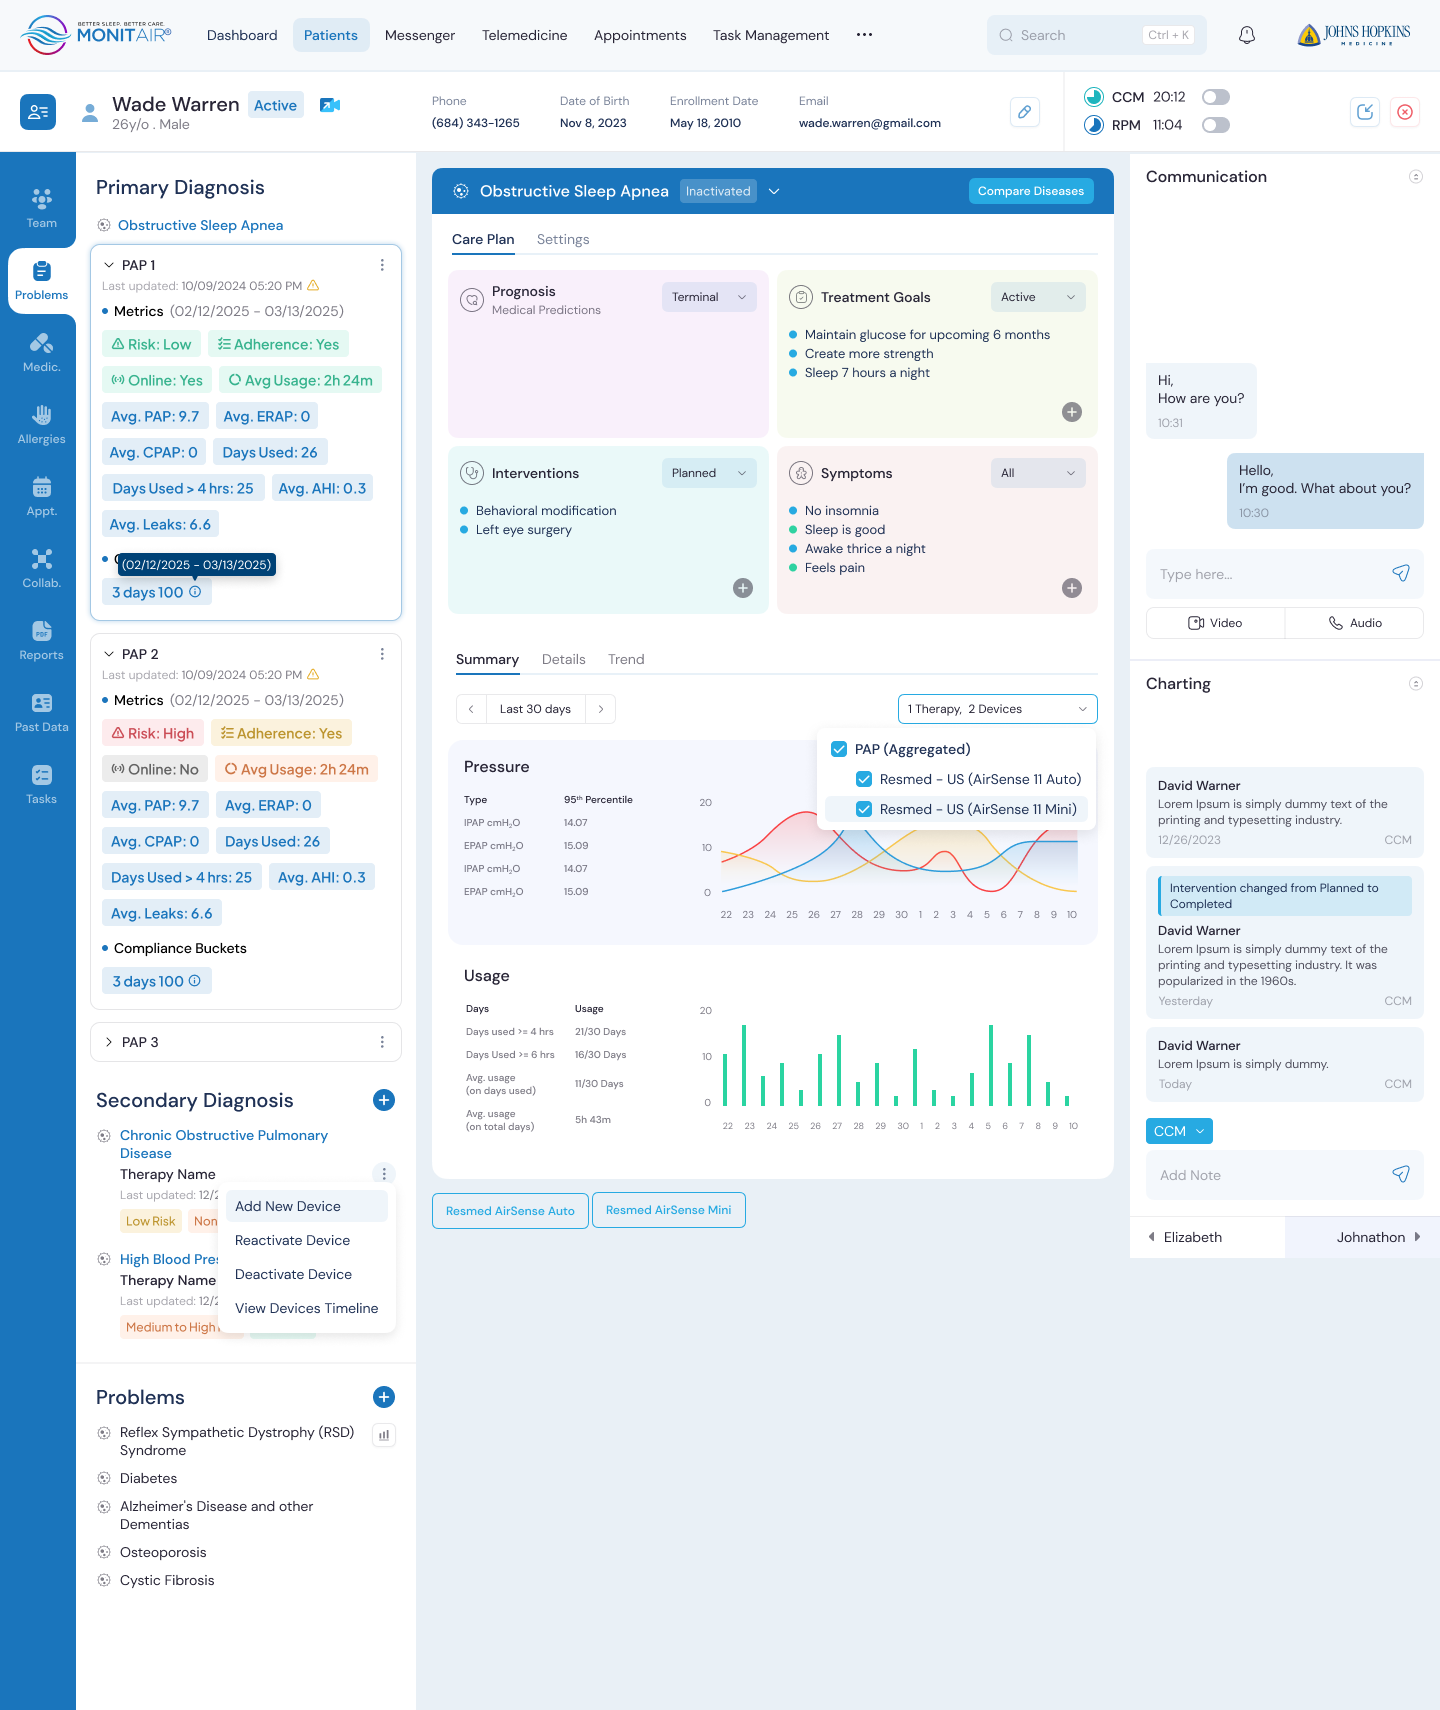 BETTER SLEEP. BETTER CARE.
MONITAIR®
Dashboard
Patients
Messenger
Telemedicine
Appointments
Task Management
Search
Ctrl + K
JOHNS HOPKINS
MEDICINE
Wade Warren
Active
26y/o . Male
Phone
(684) 343-1265
Date of Birth
Nov 8, 2023
Enrollment Date
May 18, 2010
Email
wade.warren@gmail.com
CCM 20:12
RPM 11:04
Team
Problems
Medic.
Allergies
Appt.
Collab.
Reports
Past Data
Tasks
Primary Diagnosis
Obstructive Sleep Apnea
PAP 1
Last updated: 10/09/2024 05:20 PM
Metrics (02/12/2025 - 03/13/2025)
Risk: Low
Adherence: Yes
Online: Yes
Avg Usage: 2h 24m
Avg. PAP: 9.7
Avg. ERAP: 0
Avg. CPAP: 0
Days Used: 26
Days Used > 4 hrs: 25
Avg. AHI: 0.3
Avg. Leaks: 6.6
(02/12/2025 - 03/13/2025)
3 days 100
PAP 2
Last updated: 10/09/2024 05:20 PM
Metrics (02/12/2025 - 03/13/2025)
Risk: High
Adherence: Yes
Online: No
Avg Usage: 2h 24m
Avg. PAP: 9.7
Avg. ERAP: 0
Avg. CPAP: 0
Days Used: 26
Days Used > 4 hrs: 25
Avg. AHI: 0.3
Avg. Leaks: 6.6
Compliance Buckets
3 days 100
PAP 3
Secondary Diagnosis
Chronic Obstructive Pulmonary
Disease
Therapy Name
Last updated: 12/2
Low Risk
Non
High Blood Pres
Therapy Name
Last updated: 12/2
Medium to High
Add New Device
Reactivate Device
Deactivate Device
View Devices Timeline
Problems
Reflex Sympathetic Dystrophy (RSD)
Syndrome
Diabetes
Alzheimer's Disease and other
Dementias
Osteoporosis
Cystic Fibrosis
Obstructive Sleep Apnea
Inactivated
Compare Diseases
Care Plan
Settings
Prognosis
Medical Predictions
Terminal
Treatment Goals
Active
Maintain glucose for upcoming 6 months
Create more strength
Sleep 7 hours a night
Interventions
Planned
Behavioral modification
Left eye surgery
Symptoms
All
No insomnia
Sleep is good
Awake thrice a night
Feels pain
Summary
Details
Trend
Last 30 days
1 Therapy, 2 Devices
PAP (Aggregated)
Resmed - US (AirSense 11 Auto)
Resmed - US (AirSense 11 Mini)
Pressure
Type 95th Percentile
IPAP cmH2O 14.07
EPAP cmH2O 15.09
IPAP cmH2O 14.07
EPAP cmH2O 15.09
20
10
0
22 23 24 25 26 27 28 29 30 1 2 3 4 5 6 7 8 9 10
Usage
Days Usage
Days used >= 4 hrs 21/30 Days
Days Used >= 6 hrs 16/30 Days
Avg. usage
(on days used) 11/30 Days
Avg. usage
(on total days) 5h 43m
20
10
0
22 23 24 25 26 27 28 29 30 1 2 3 4 5 6 7 8 9 10
Resmed AirSense Auto
Resmed AirSense Mini
Communication
Hi,
How are you?
10:31
Hello,
I'm good. What about you?
10:30
Type here...
Video
Audio
Charting
David Warner
Lorem Ipsum is simply dummy text of the
printing and typesetting industry.
12/26/2023 CCM
Intervention changed from Planned to
Completed
David Warner
Lorem Ipsum is simply dummy text of the
printing and typesetting industry. It was
popularized in the 1960s.
Yesterday CCM
David Warner
Lorem Ipsum is simply dummy.
Today CCM
CCM
Add Note
Elizabeth
Johnathon